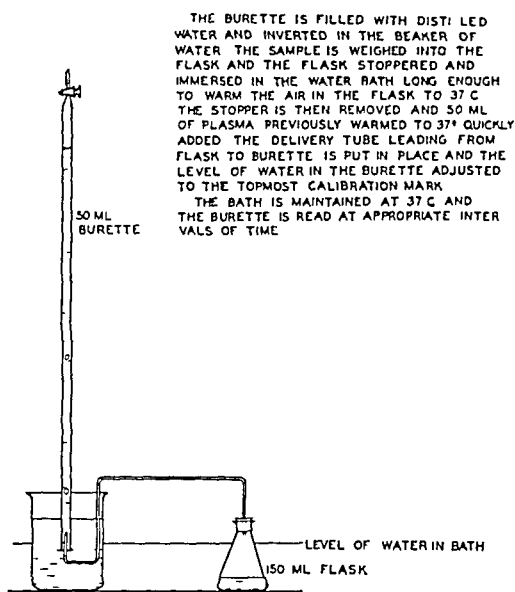 THE BURETTE IS FILLED WITH DISTI LED
WATER AND INVERTED IN THE BEAKER OF
WATER THE SAMPLE IS WEIGHED INTO THE
FLASK AND THE FLASK STOPPERED AND
IMMERSED IN THE WATER BATH LONG ENOUGH
TO WARM THE AIR IN THE FLASK TO 37 C
THE STOPPER IS THEN REMOVED AND 50 ML
OF PLASMA PREVIOUSLY WARMED TO 37° QUICKLY
ADDED THE DELIVERY TUBE LEADING FROM
FLASK TO BURETTE IS PUT IN PLACE AND THE
LEVEL OF WATER IN THE BURETTE ADJUSTED
TO THE TOPMOST CALIBRATION MARK
THE BATH IS MAINTAINED AT 37 C AND
THE BURETTE IS READ AT APPROPRIATE INTER
VALS OF TIME
50 ML
BURETTE
LEVEL OF WATER IN BATH
150 ML FLASK